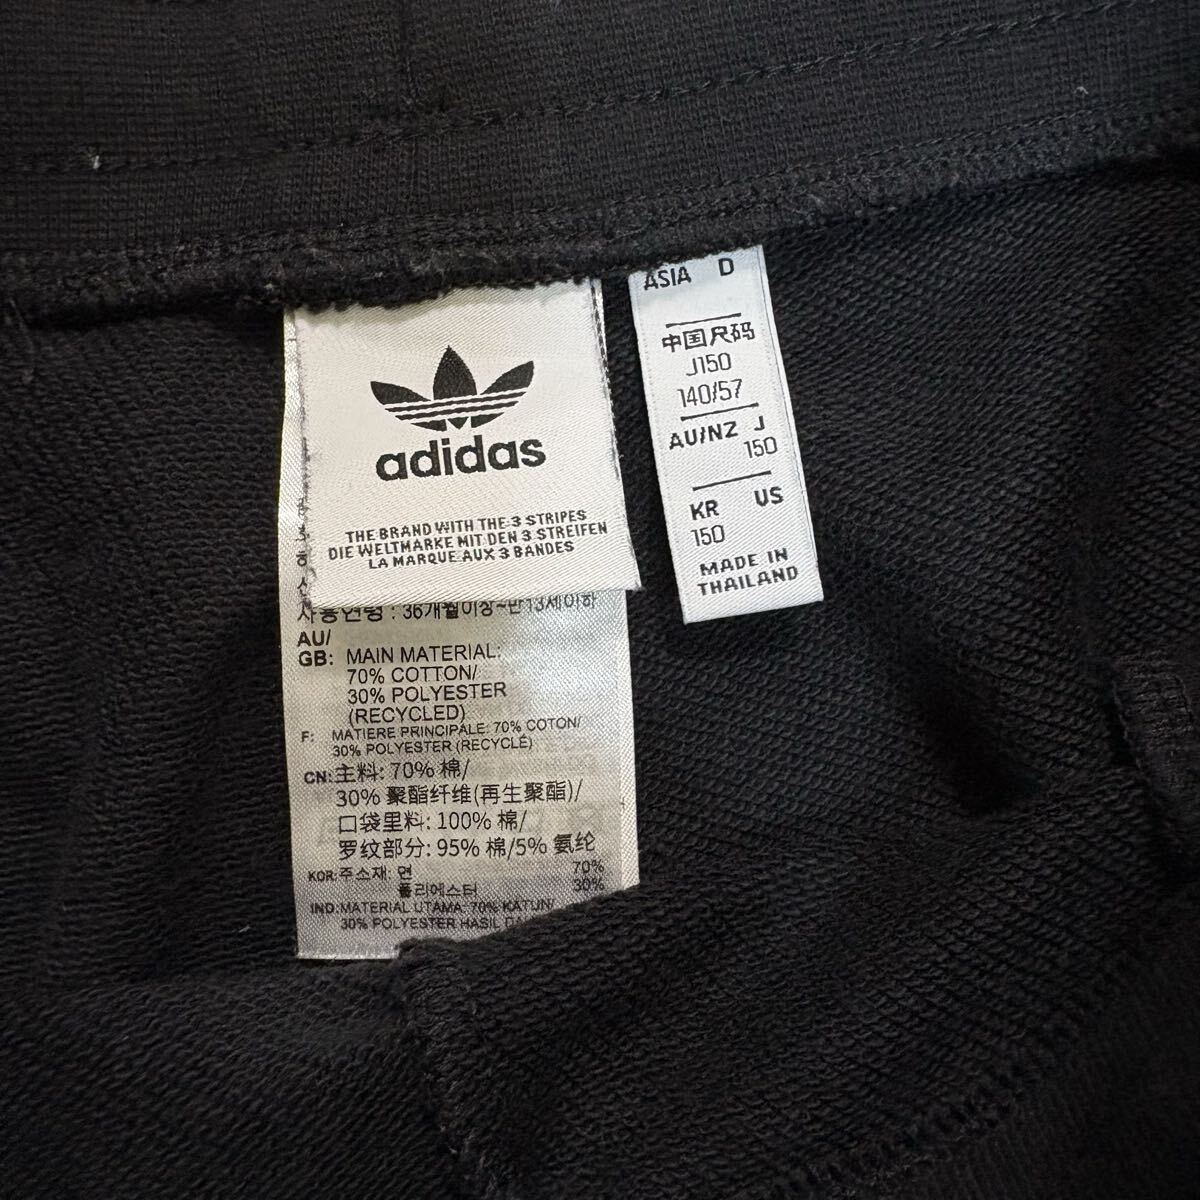 adidas
THE BRAND WITH THE 3 STRIPES
DIE WELTMARKE MIT DEN 3 STREIFEN
LA MARQUE AUX 3 BANDES
사용연령 : 36개월이상~만13세이하
AU/
GB: MAIN MATERIAL:
70% COTTON/
30% POLYESTER
(RECYCLED)
F: MATIERE PRINCIPALE: 70% COTON/
30% POLYESTER (RECYCLÉ)
CN: 主料: 70% 棉/
30% 聚酯纤维(再生聚酯)/
口袋里料: 100% 棉/
罗纹部分: 95% 棉/5% 氨纶
KOR: 주소재: 면 70%
폴리에스터 30%
IND: MATERIAL UTAMA: 70% KATUN/
30% POLYESTER HASIL
ASIA D
中国尺码
J150
140/57
AU/NZ J
150
KR US
150
MADE IN
THAILAND